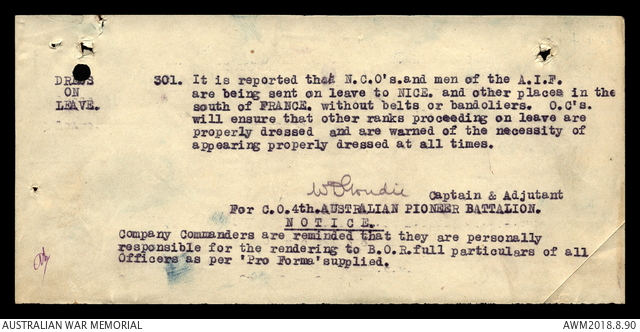 DRESS 301. It is reported that N.C.O's. and men of the A.I.F.
ON are being sent on leave to NICE. and other places in the
LEAVE. south of FRANCE. without belts or bandoliers. O.C's.
will ensure that other ranks proceeding on leave are
properly dressed and are warned of the necessity of
appearing properly dressed at all times.
Captain & Adjutant
For C.O. 4th. AUSTRALIAN PIONEER BATTALION.
N O T I C E.
Company Commanders are reminded that they are personally
responsible for the rendering to B.O.R. full particulars of all
Officers as per 'Pro Forma' supplied.
AUSTRALIAN WAR MEMORIAL AWM2018.8.90